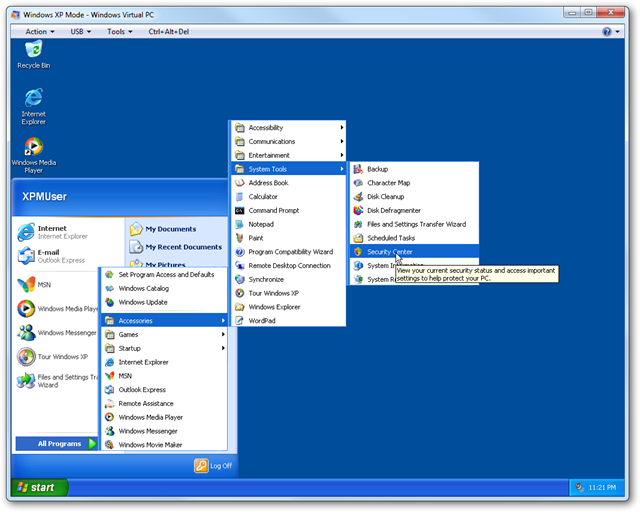 Windows XP Mode - Windows Virtual PC
Action USB Tools Ctrl+Alt+Del
Recycle Bin
Internet
Explorer
Windows Media
Player
XPMUser
Internet
Internet Explorer
E-mail
Outlook Express
MSN
Windows Media
Windows Messenger
Tour Windows XP
Files and Settings Tr
Wizard
All Programs
My Documents
My Recent Documents
My Pictures
Set Program Access and Defaults
Windows Catalog
Windows Update
Accessories
Games
Startup
Internet Explorer
MSN
Outlook Express
Remote Assistance
Windows Media Player
Windows Messenger
Windows Movie Maker
Accessibility
Communications
Entertainment
System Tools
Address Book
Calculator
Command Prompt
Notepad
Paint
Program Compatibility Wizard
Remote Desktop Connection
Synchronize
Tour Windows XP
Windows Explorer
WordPad
Backup
Character Map
Disk Cleanup
Disk Defragmenter
Files and Settings Transfer Wizard
Scheduled Tasks
Security Center
System Information
System R
View your current security status and access important
settings to help protect your PC.
Log Off
start
11:21 PM